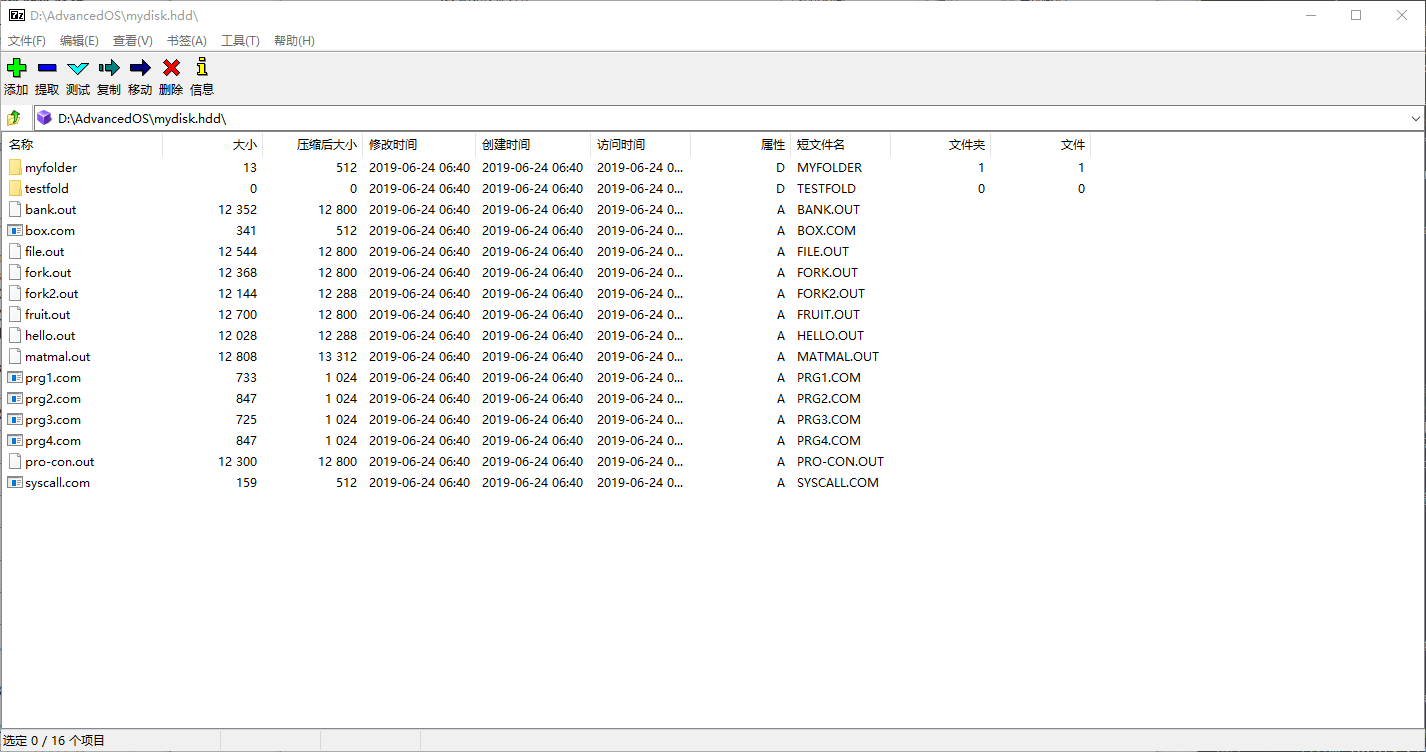 D:\AdvancedOS\mydisk.hdd\
文件(F) 编辑(E) 查看(V) 书签(A) 工具(T) 帮助(H)
添加 提取 测试 复制 移动 删除 信息
D:\AdvancedOS\mydisk.hdd\
名称 大小 压缩后大小 修改时间 创建时间 访问时间 属性 短文件名 文件夹 文件
myfolder 13 512 2019-06-24 06:40 2019-06-24 06:40 2019-06-24 0... D MYFOLDER 1 1
testfold 0 0 2019-06-24 06:40 2019-06-24 06:40 2019-06-24 0... D TESTFOLD 0 0
bank.out 12 352 12 800 2019-06-24 06:40 2019-06-24 06:40 2019-06-24 0... A BANK.OUT
box.com 341 512 2019-06-24 06:40 2019-06-24 06:40 2019-06-24 0... A BOX.COM
file.out 12 544 12 800 2019-06-24 06:40 2019-06-24 06:40 2019-06-24 0... A FILE.OUT
fork.out 12 368 12 800 2019-06-24 06:40 2019-06-24 06:40 2019-06-24 0... A FORK.OUT
fork2.out 12 144 12 288 2019-06-24 06:40 2019-06-24 06:40 2019-06-24 0... A FORK2.OUT
fruit.out 12 700 12 800 2019-06-24 06:40 2019-06-24 06:40 2019-06-24 0... A FRUIT.OUT
hello.out 12 028 12 288 2019-06-24 06:40 2019-06-24 06:40 2019-06-24 0... A HELLO.OUT
matmal.out 12 808 13 312 2019-06-24 06:40 2019-06-24 06:40 2019-06-24 0... A MATMAL.OUT
prg1.com 733 1 024 2019-06-24 06:40 2019-06-24 06:40 2019-06-24 0... A PRG1.COM
prg2.com 847 1 024 2019-06-24 06:40 2019-06-24 06:40 2019-06-24 0... A PRG2.COM
prg3.com 725 1 024 2019-06-24 06:40 2019-06-24 06:40 2019-06-24 0... A PRG3.COM
prg4.com 847 1 024 2019-06-24 06:40 2019-06-24 06:40 2019-06-24 0... A PRG4.COM
pro-con.out 12 300 12 800 2019-06-24 06:40 2019-06-24 06:40 2019-06-24 0... A PRO-CON.OUT
syscall.com 159 512 2019-06-24 06:40 2019-06-24 06:40 2019-06-24 0... A SYSCALL.COM
选定 0 / 16 个项目